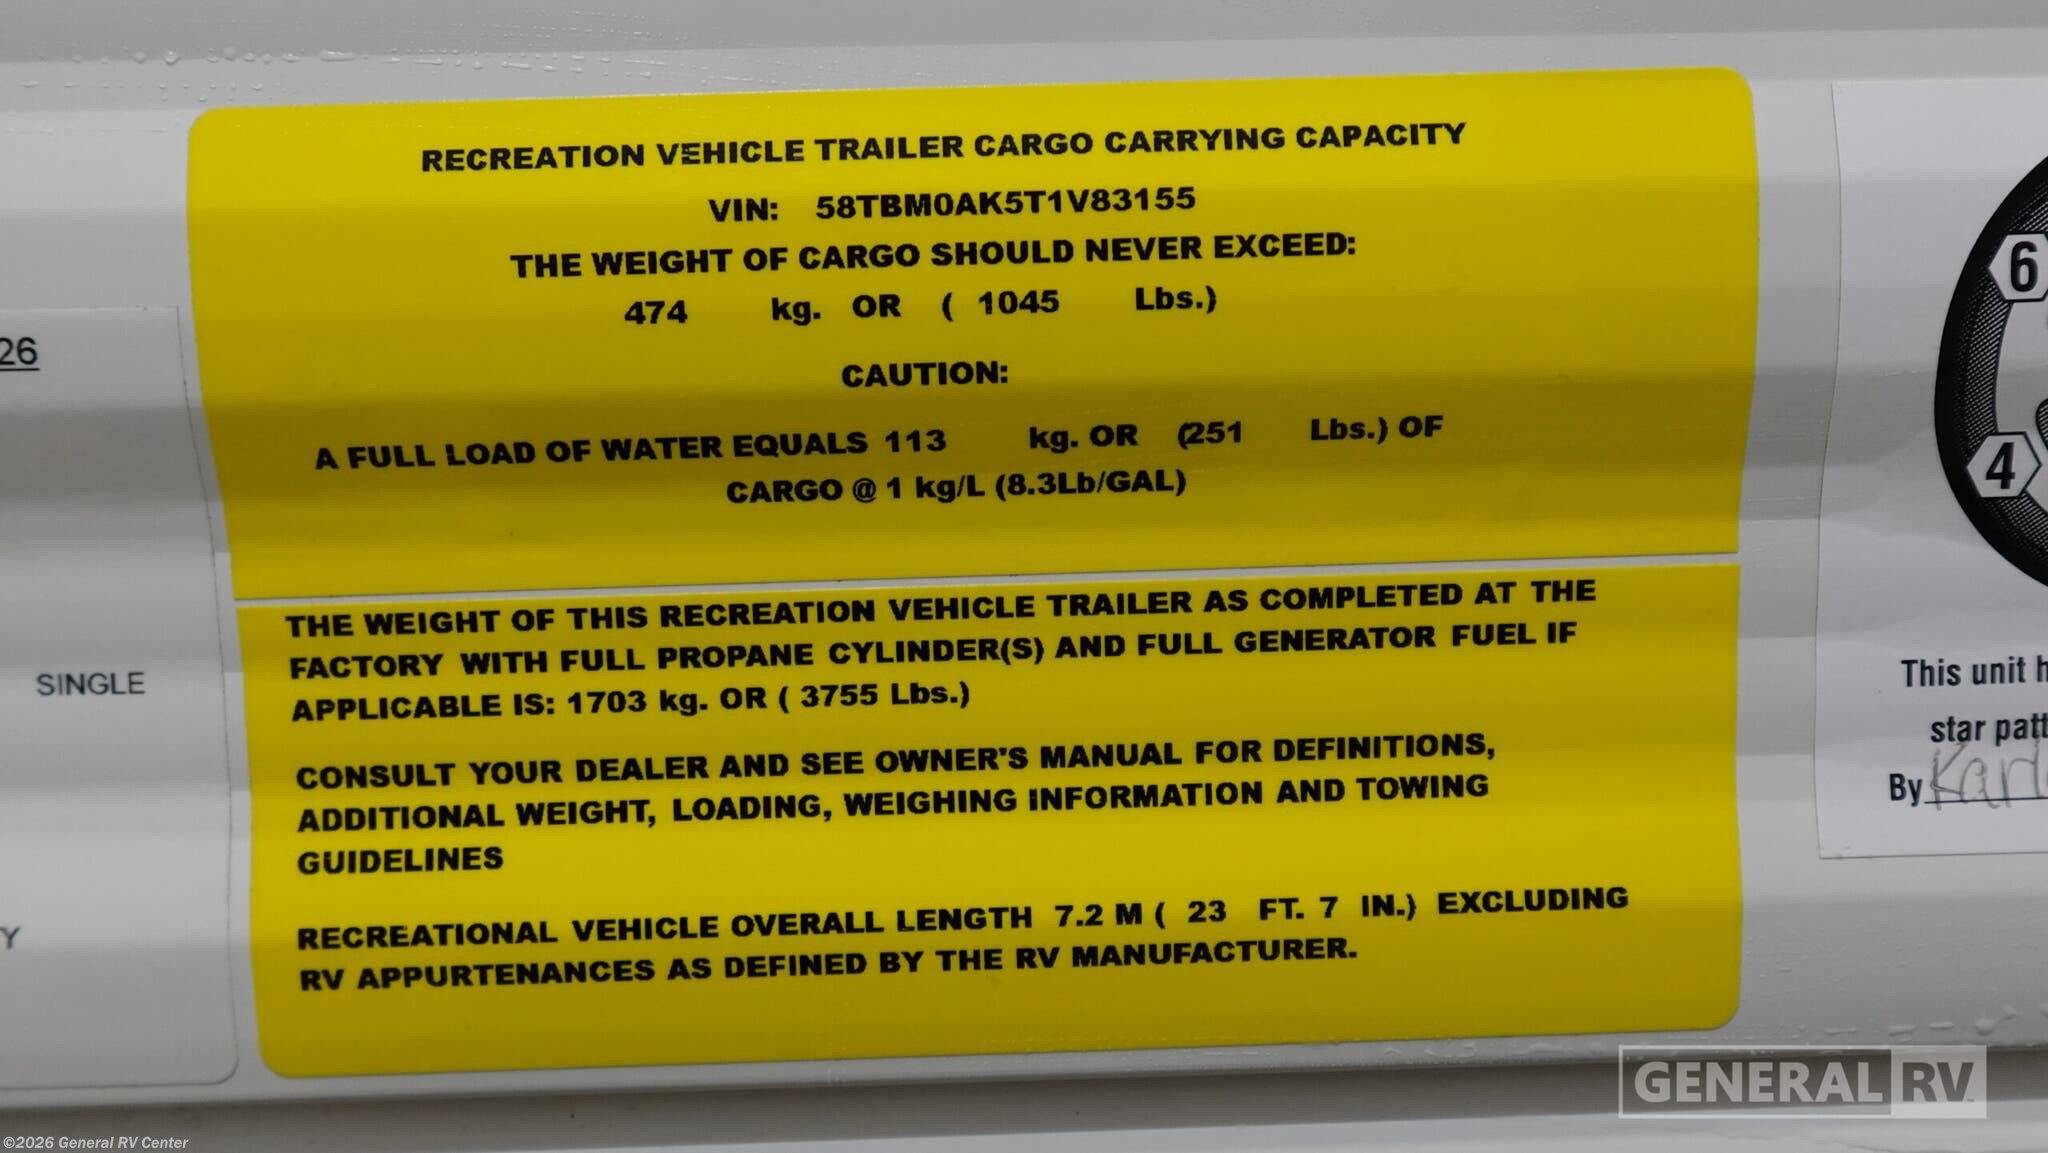 RECREATION VEHICLE TRAILER CARGO CARRYING CAPACITY
VIN: 58TBM0AK5T1V83155
THE WEIGHT OF CARGO SHOULD NEVER EXCEED:
474 kg. OR ( 1045 Lbs.)
CAUTION:
A FULL LOAD OF WATER EQUALS 113 kg. OR (251 Lbs.) OF
CARGO @ 1 kg/L (8.3Lb/GAL)
THE WEIGHT OF THIS RECREATION VEHICLE TRAILER AS COMPLETED AT THE
FACTORY WITH FULL PROPANE CYLINDER(S) AND FULL GENERATOR FUEL IF
APPLICABLE IS: 1703 kg. OR ( 3755 Lbs.)
CONSULT YOUR DEALER AND SEE OWNER'S MANUAL FOR DEFINITIONS,
ADDITIONAL WEIGHT, LOADING, WEIGHING INFORMATION AND TOWING
GUIDELINES
RECREATIONAL VEHICLE OVERALL LENGTH 7.2 M ( 23 FT. 7 IN.) EXCLUDING
RV APPURTENANCES AS DEFINED BY THE RV MANUFACTURER.
26
SINGLE
Y
6
4
This unit h
star patt
By
GENERAL RV
©2026 General RV Center